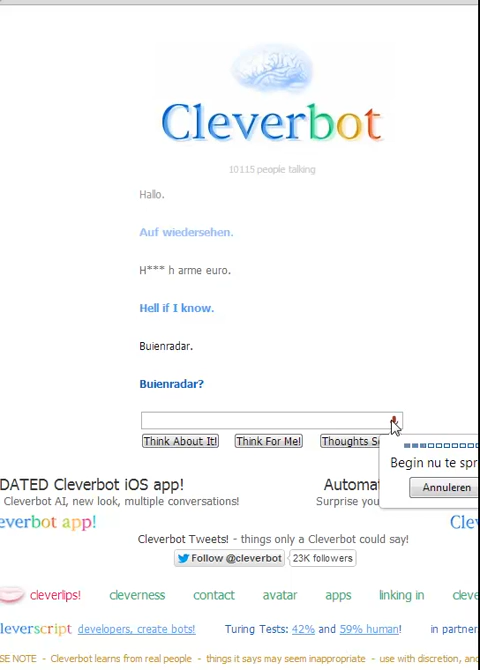 Cleverbot
10115 people talking
Hallo.
Auf wiedersehen.
H*** h arme euro.
Hell if I know.
Buienradar.
Buienradar?
Think About It! Think For Me! Thoughts S
Begin nu te spr
Annuleren
DATED Cleverbot iOS app! Automat
Cleverbot AI, new look, multiple conversations! Surprise you
everbot app! Cle
Cleverbot Tweets! - things only a Cleverbot could say!
Follow @cleverbot 23K followers
cleverlips! cleverness contact avatar apps linking in cleve
leverscript developers, create bots! Turing Tests: 42% and 59% human! in partner
SE NOTE - Cleverbot learns from real people - things it says may seem inappropriate - use with discretion, and